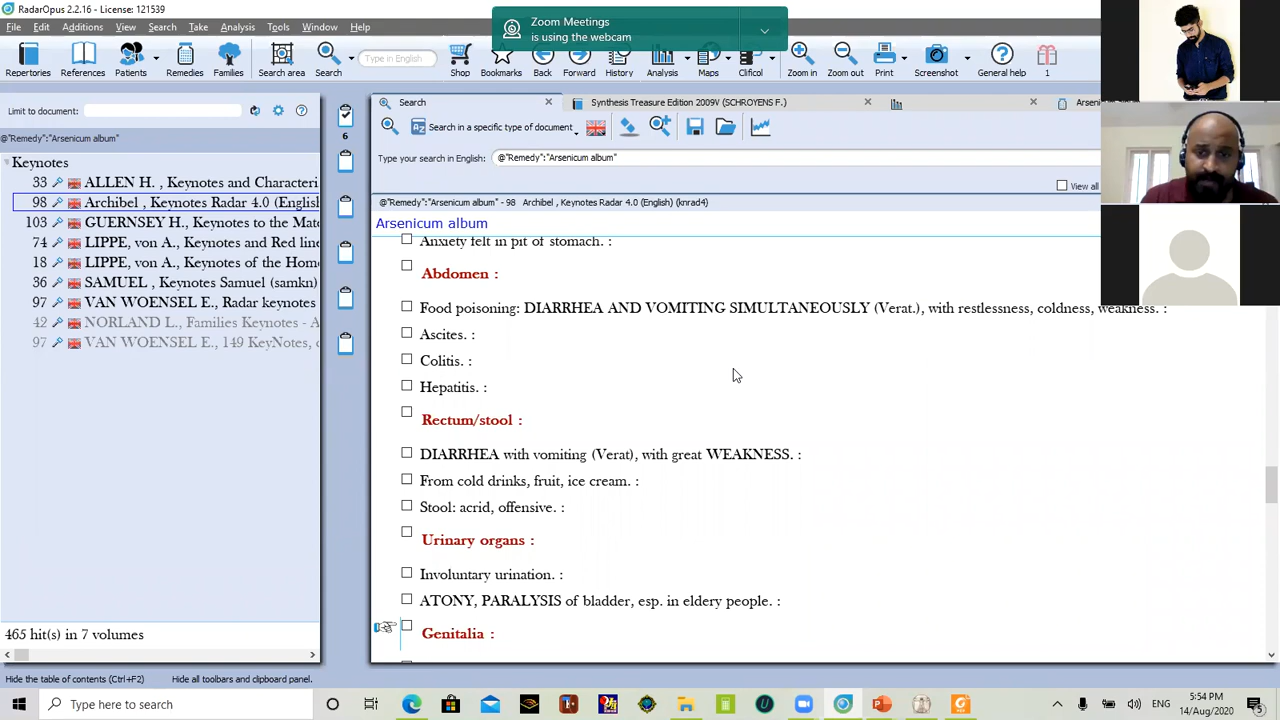 RadarOpus 2.2.16 - License: 121539
Zoom Meetings
is using the webcam
File Edit Additions Take Analysis Tools Window Search Help
Repertories References Patients Remedies Families Search area Search Type in English Shop Bookmarks Back Forward History Analysis Maps Clificol Zoom in Zoom out Print Screenshot General help 1
Limit to document:
@"Remedy":"Arsenicum album"
Keynotes
33 ALLEN H. , Keynotes and Characteri
98 Archibel , Keynotes Radar 4.0 (English
103 GUERNSEY H., Keynotes to the Mat
74 LIPPE, von A., Keynotes and Red line
18 LIPPE, von A., Keynotes of the Hom
36 SAMUEL , Keynotes Samuel (samkn)
97 VAN WOENSEL E., Radar keynotes
42 NORLAND L., Families Keynotes - A
97 VAN WOENSEL E., 149 KeyNotes, c
465 hit(s) in 7 volumes
6
Search
Synthesis Treasure Edition 2009V (SCHROYENS F.)
Arseni
Search in a specific type of document
Type your search in English: @"Remedy":"Arsenicum album"
View all
@"Remedy":"Arsenicum album" - 98 Archibel , Keynotes Radar 4.0 (English) (knrad4)
Arsenicum album
Anxiety felt in pit of stomach. :
Abdomen :
Food poisoning: DIARRHEA AND VOMITING SIMULTANEOUSLY (Verat.), with restlessness, coldness, weakness. :
Ascites. :
Colitis. :
Hepatitis. :
Rectum/stool :
DIARRHEA with vomiting (Verat), with great WEAKNESS. :
From cold drinks, fruit, ice cream. :
Stool: acrid, offensive. :
Urinary organs :
Involuntary urination. :
ATONY, PARALYSIS of bladder, esp. in eldery people. :
Genitalia :
Hide the table of contents (Ctrl+F2) Hide all toolbars and clipboard panel.
Type here to search
ENG
5:54 PM
14/Aug/2020
5